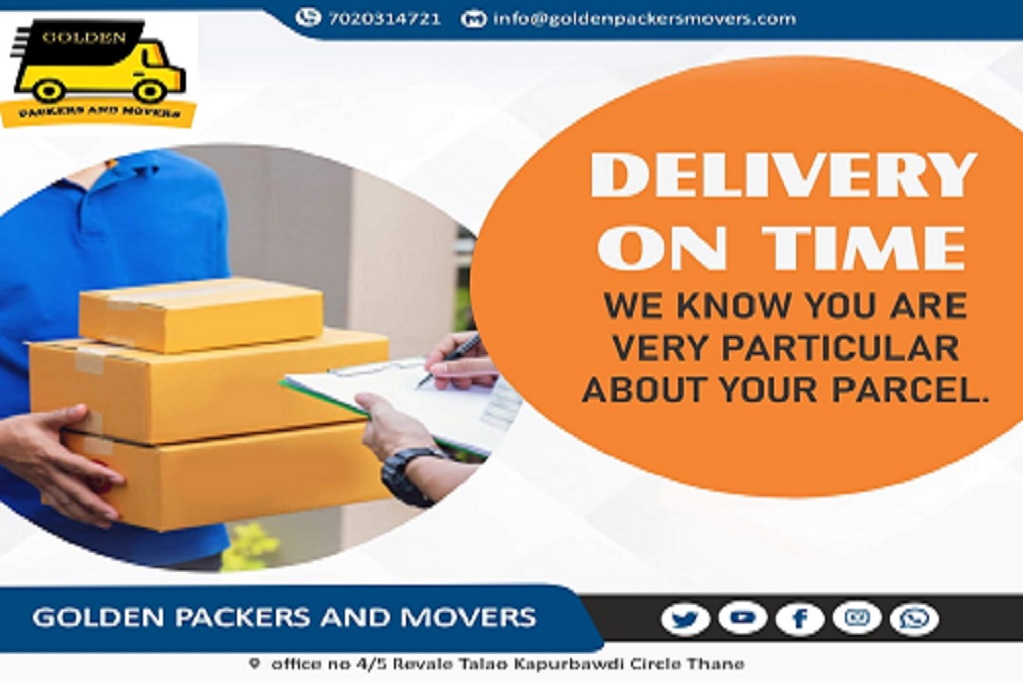 7020314721 info@goldenpackersmovers.com
GOLDEN
PACKERS AND MOVERS
DELIVERY
ON TIME
WE KNOW YOU ARE
VERY PARTICULAR
ABOUT YOUR PARCEL.
GOLDEN PACKERS AND MOVERS
office no 4/5 Revale Talao Kapurbawdi Circle Thane